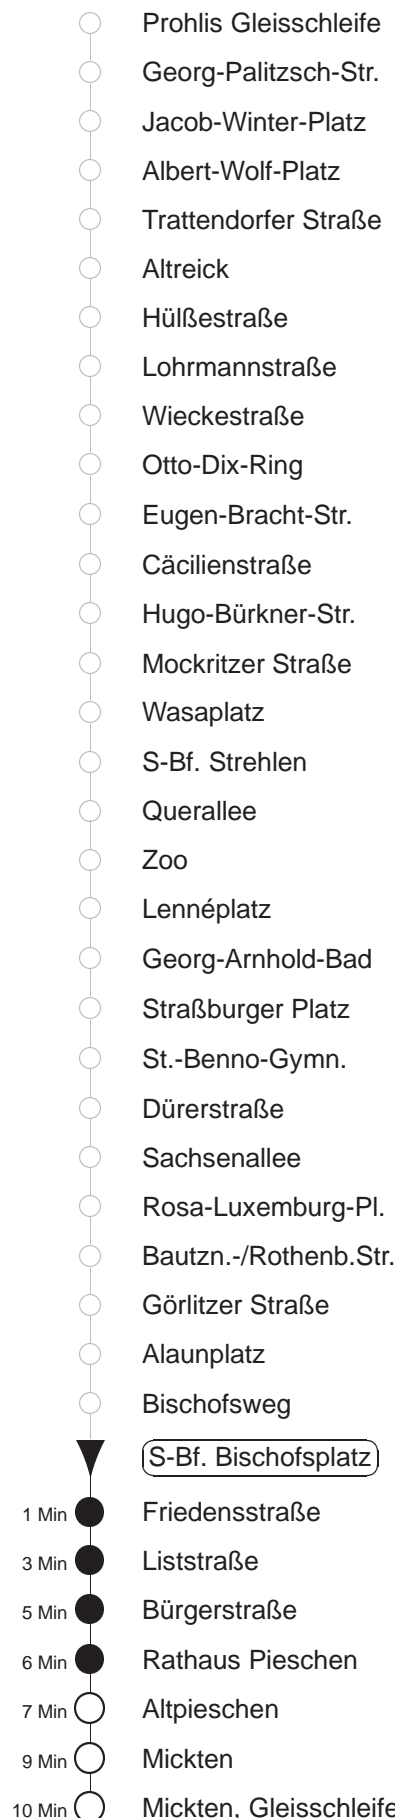 Prohlis Gleisschleife
Georg-Palitzsch-Str.
Jacob-Winter-Platz
Albert-Wolf-Platz
Trattendorfer Straße
Altreick
Hülßestraße
Lohrmannstraße
Wieckestraße
Otto-Dix-Ring
Eugen-Bracht-Str.
Cäcilienstraße
Hugo-Bürkner-Str.
Mockritzer Straße
Wasaplatz
S-Bf. Strehlen
Querallee
Zoo
Lennéplatz
Georg-Arnhold-Bad
Straßburger Platz
St.-Benno-Gymn.
Dürerstraße
Sachsenallee
Rosa-Luxemburg-Pl.
Bautzn.-/Rothenb.Str.
Görlitzer Straße
Alaunplatz
Bischofsweg
S-Bf. Bischofsplatz
1 Min Friedensstraße
3 Min Liststraße
5 Min Bürgerstraße
6 Min Rathaus Pieschen
7 Min Altpieschen
9 Min Mickten
10 Min Mickten, Gleisschleife